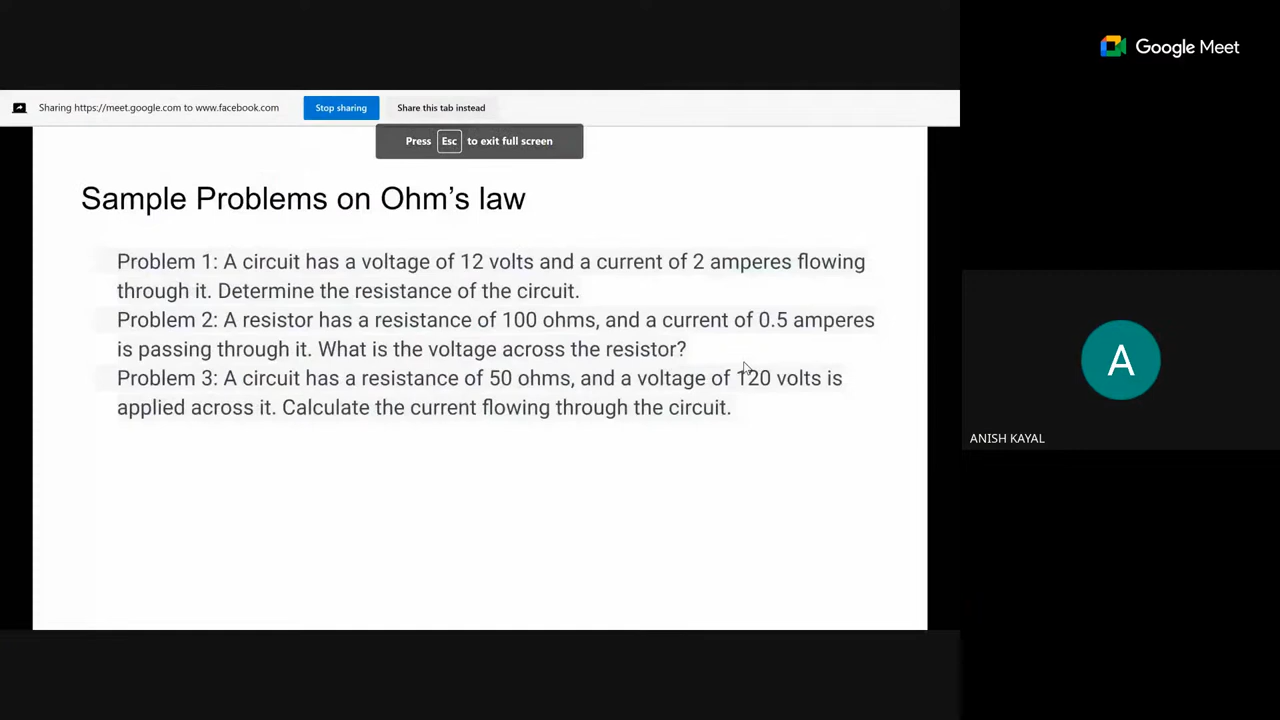 Google Meet
Sharing https://meet.google.com to www.facebook.com
Stop sharing
Share this tab instead
Press Esc to exit full screen
Sample Problems on Ohm’s law
Problem 1: A circuit has a voltage of 12 volts and a current of 2 amperes flowing
through it. Determine the resistance of the circuit.
Problem 2: A resistor has a resistance of 100 ohms, and a current of 0.5 amperes
is passing through it. What is the voltage across the resistor?
Problem 3: A circuit has a resistance of 50 ohms, and a voltage of 120 volts is
applied across it. Calculate the current flowing through the circuit.
A
ANISH KAYAL